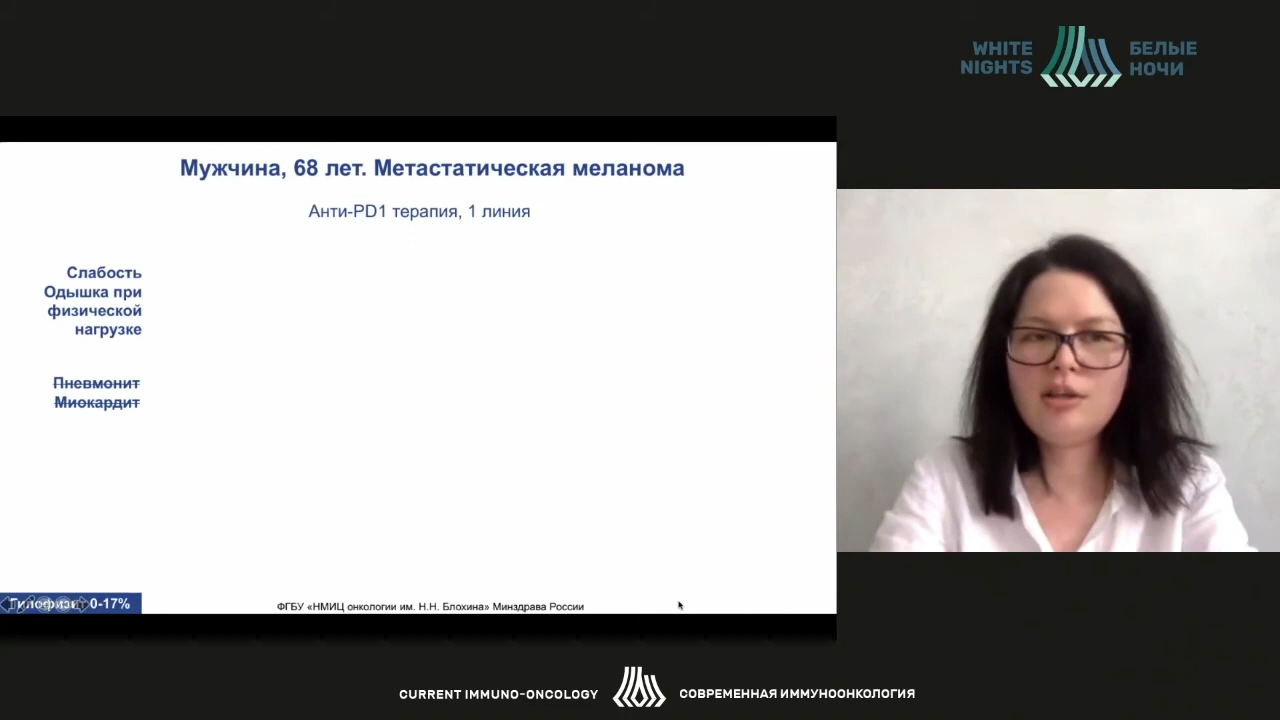 WHITE
NIGHTS
БЕЛЫЕ
НОЧИ
Мужчина, 68 лет. Метастатическая меланома
Анти-PD1 терапия, 1 линия
Слабость
Одышка при
физической
нагрузке
Пневмонит
Миокардит
Гипофизит 0-17%
ФГБУ «НМИЦ онкологии им. Н.Н. Блохина» Минздрава России
CURRENT IMMUNO-ONCOLOGY
СОВРЕМЕННАЯ ИММУНООНКОЛОГИЯ